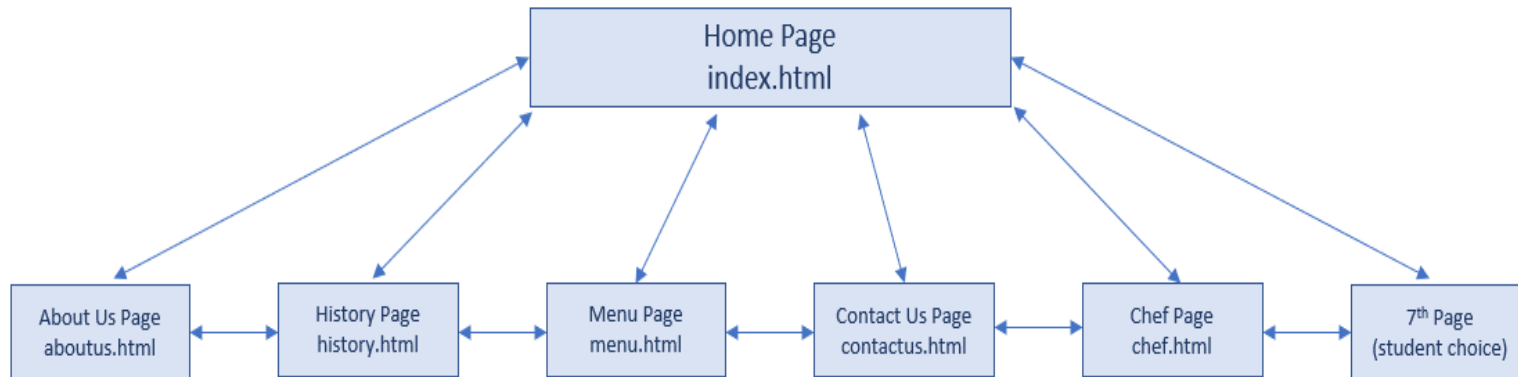 Home Page
index.html
About Us Page
aboutus.html
History Page
history.html
Menu Page
menu.html
Contact Us Page
contactus.html
Chef Page
chef.html
7th Page
(student choice)